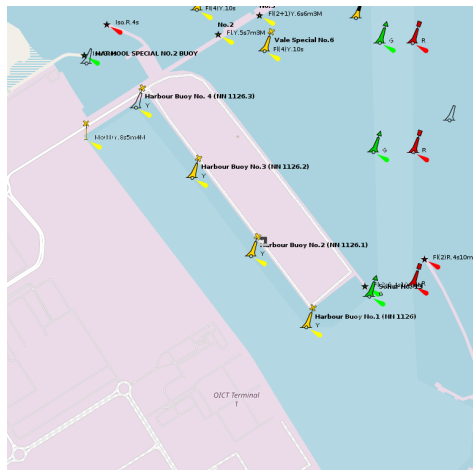 Fl(4)Y.10s
Iso.R.4s
No.2
Fl(2+1)Y.6s6m3M
Fl.Y.5s7m3M
Vale Special No.6
Fl(4)Y.10s
G
R
SPECIAL NO.2 BUOY
Harbour Buoy No. 4 (NN 1126.3)
Y
G
R
Harbour Buoy No.3 (NN 1126.2)
Y
Harbour Buoy No.2 (NN 1126.1)
Y
Fl(2)R.4s10m
R
Harbour Buoy No.1 (NN 1126)
Y
OICT Terminal
1